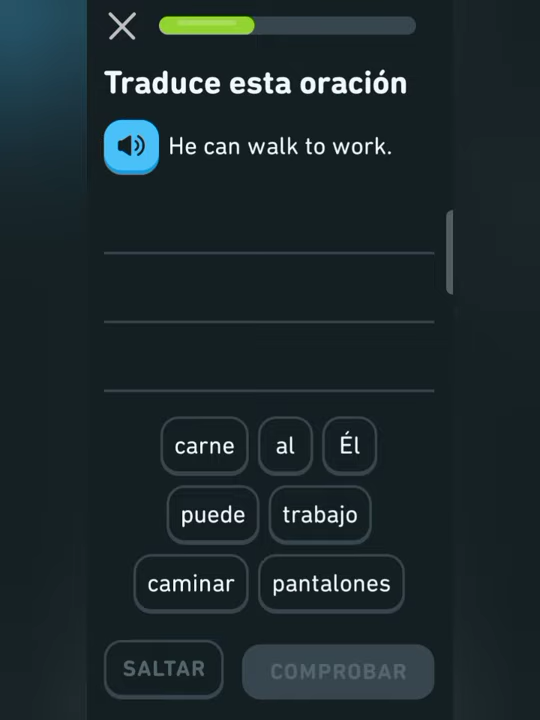 Traduce esta oración
He can walk to work.
carne al Él
puede trabajo
caminar pantalones
SALTAR COMPROBAR